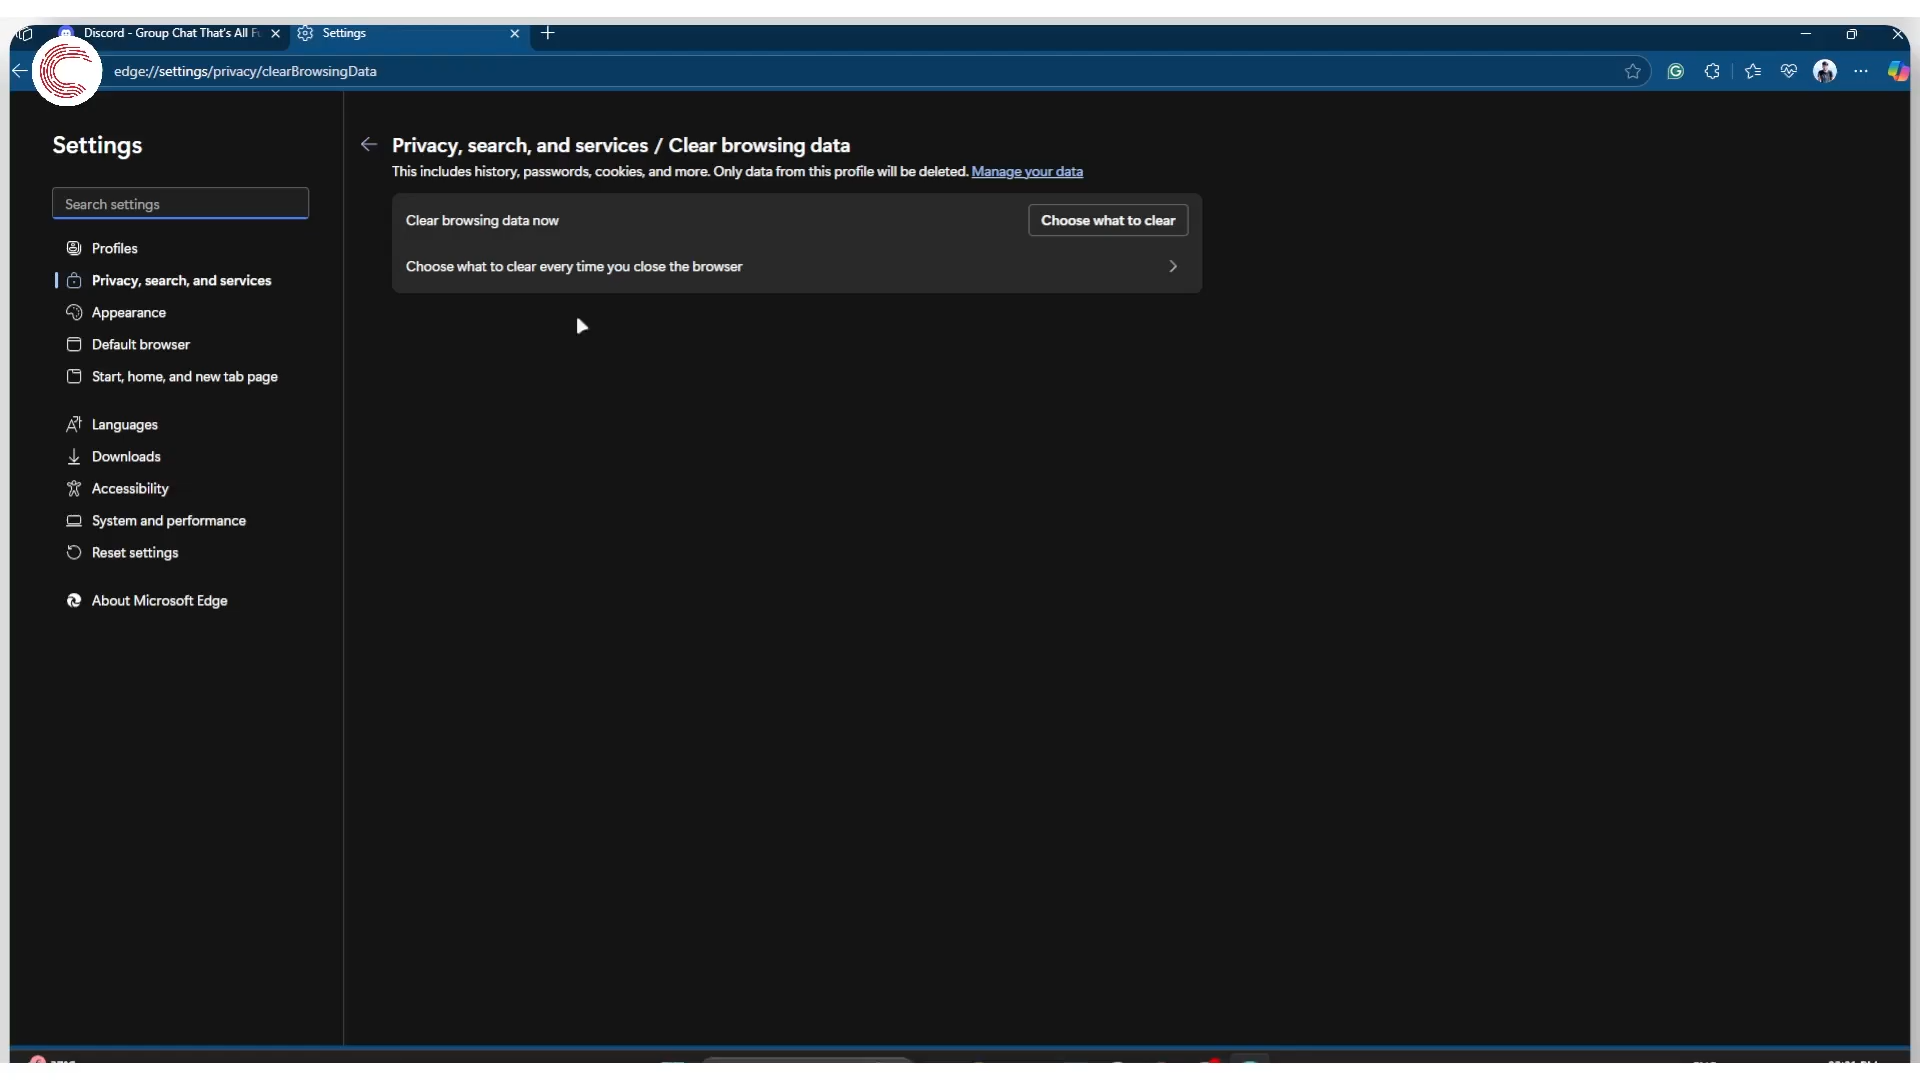 Discord - Group Chat That's All
Settings
edge://settings/privacy/clearBrowsingData
Settings
Search settings
Profiles
Privacy, search, and services
Appearance
Default browser
Start, home, and new tab page
Languages
Downloads
Accessibility
System and performance
Reset settings
About Microsoft Edge
Privacy, search, and services / Clear browsing data
This includes history, passwords, cookies, and more. Only data from this profile will be deleted. Manage your data
Clear browsing data now
Choose what to clear
Choose what to clear every time you close the browser